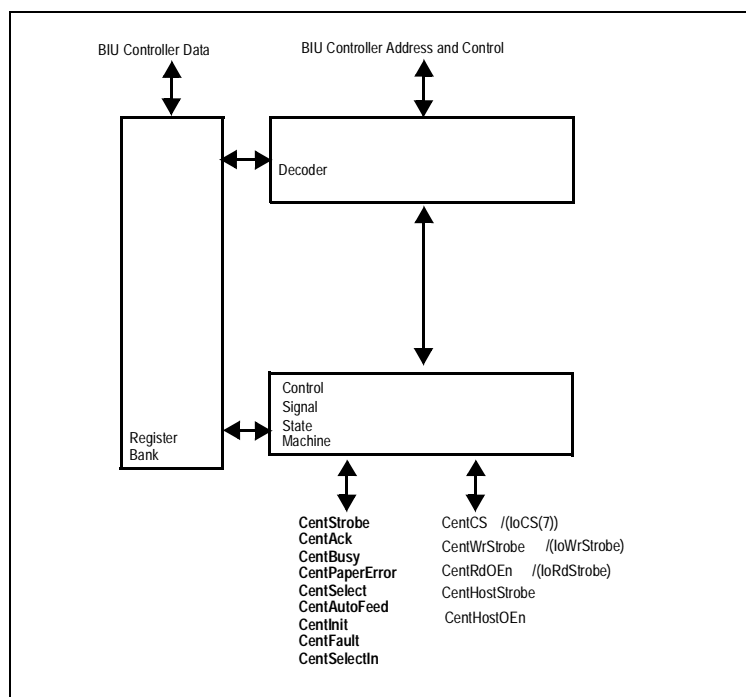 BIU Controller Data
BIU Controller Address and Control
Decoder
Control
Signal
State
Machine
Register
Bank
CentStrobe
CentAck
CentBusy
CentPaperError
CentSelect
CentAutoFeed
CentInit
CentFault
CentSelectIn
CentCS /(IoCS(7))
CentWrStrobe /(IoWrStrobe)
CentRdOEn /(IoRdStrobe)
CentHostStrobe
CentHostOEn